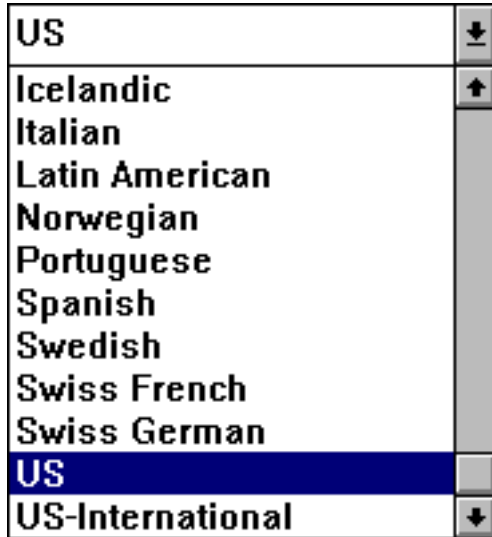 US
Icelandic
Italian
Latin American
Norwegian
Portuguese
Spanish
Swedish
Swiss French
Swiss German
US
US-International